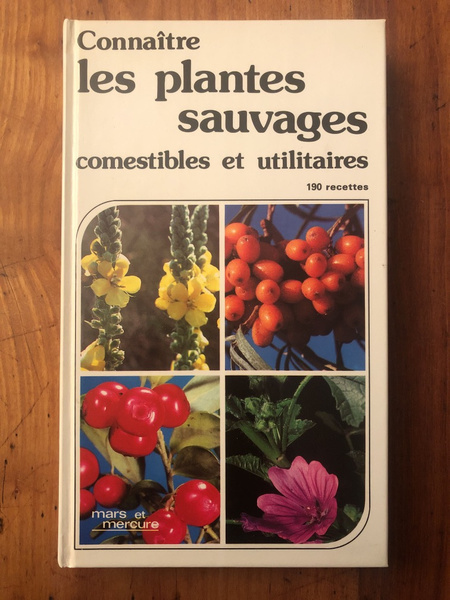 Connaître
les plantes
sauvages
comestibles et utilitaires
190 recettes
mars et
mercure